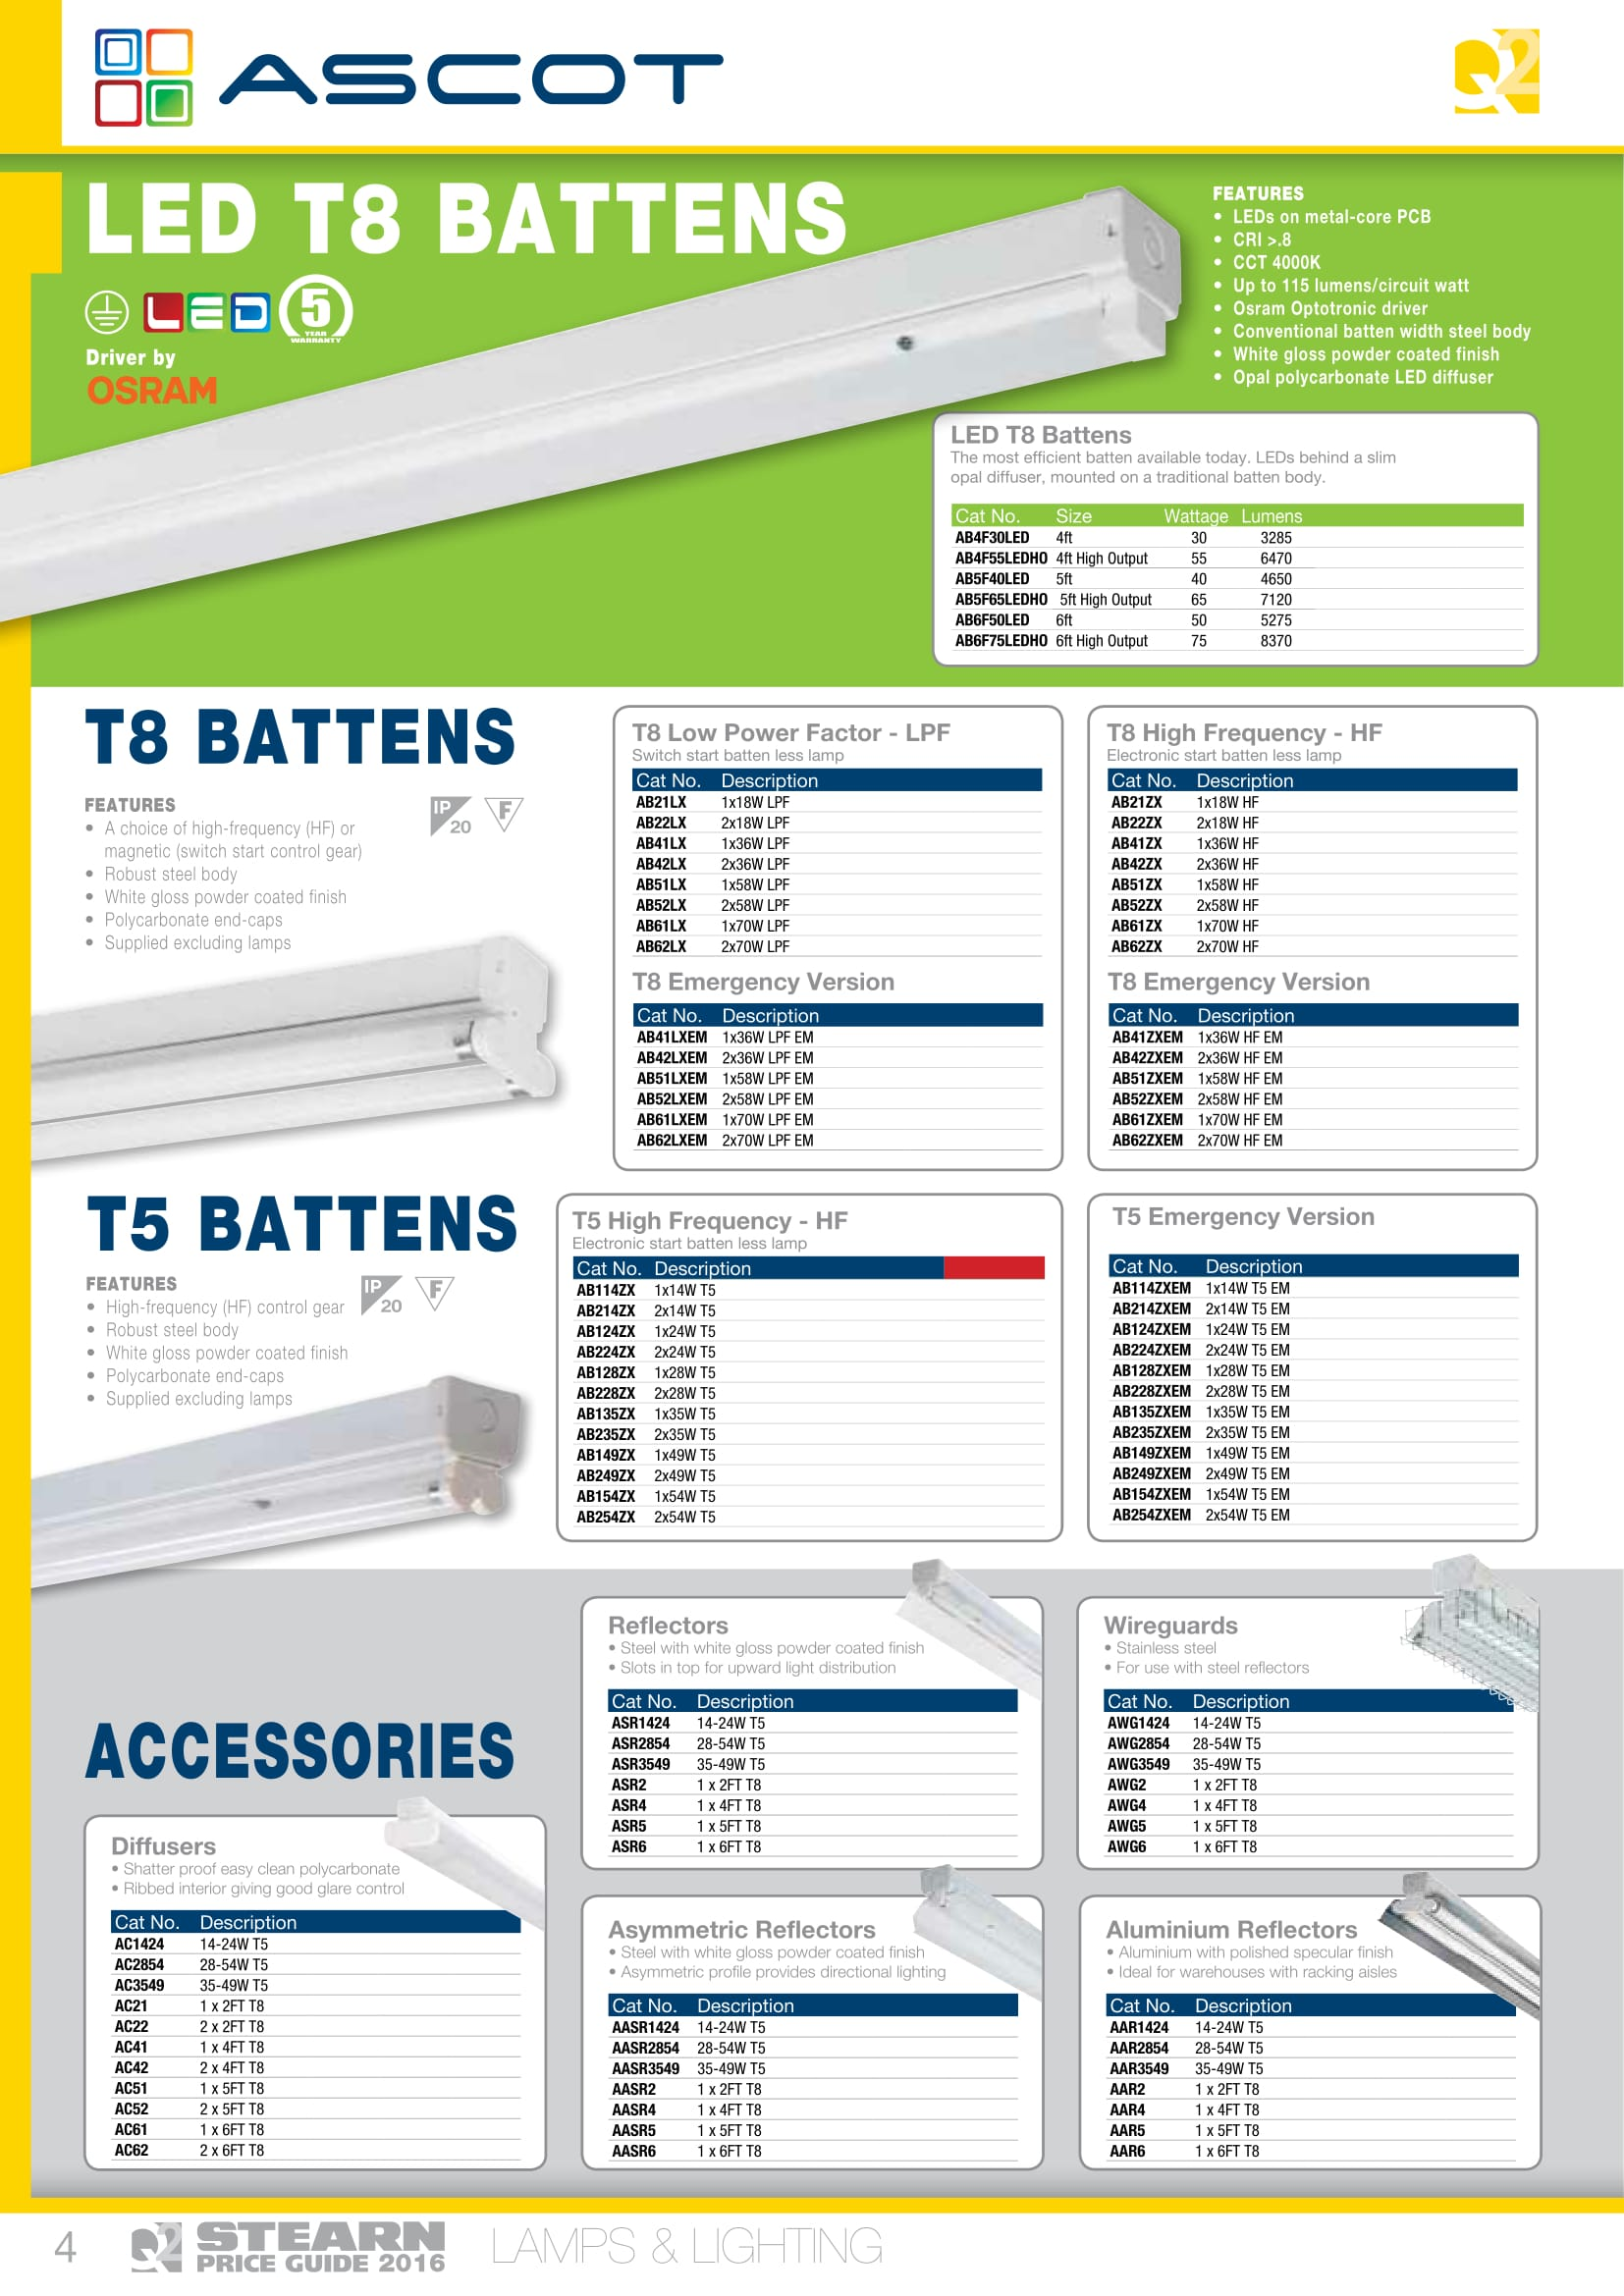 ASCOT
Q2
LED T8 BATTENS
LED
5
YEAR
WARRANTY
Driver by
OSRAM
FEATURES
• LEDs on metal-core PCB
• CRI >.8
• CCT 4000K
• Up to 115 lumens/circuit watt
• Osram Optotronic driver
• Conventional batten width steel body
• White gloss powder coated finish
• Opal polycarbonate LED diffuser
LED T8 Battens
The most efficient batten available today. LEDs behind a slim
opal diffuser, mounted on a traditional batten body.
Cat No. Size Wattage Lumens
AB4F30LED 4ft 30 3285
AB4F55LEDHO 4ft High Output 55 6470
AB5F40LED 5ft 40 4650
AB5F65LEDHO 5ft High Output 65 7120
AB6F50LED 6ft 50 5275
AB6F75LEDHO 6ft High Output 75 8370
T8 BATTENS
FEATURES
• A choice of high-frequency (HF) or
magnetic (switch start control gear)
• Robust steel body
• White gloss powder coated finish
• Polycarbonate end-caps
• Supplied excluding lamps
IP
20
F
T8 Low Power Factor - LPF
Switch start batten less lamp
Cat No. Description
AB21LX 1x18W LPF
AB22LX 2x18W LPF
AB41LX 1x36W LPF
AB42LX 2x36W LPF
AB51LX 1x58W LPF
AB52LX 2x58W LPF
AB61LX 1x70W LPF
AB62LX 2x70W LPF
T8 Emergency Version
Cat No. Description
AB41LXEM 1x36W LPF EM
AB42LXEM 2x36W LPF EM
AB51LXEM 1x58W LPF EM
AB52LXEM 2x58W LPF EM
AB61LXEM 1x70W LPF EM
AB62LXEM 2x70W LPF EM
T8 High Frequency - HF
Electronic start batten less lamp
Cat No. Description
AB21ZX 1x18W HF
AB22ZX 2x18W HF
AB41ZX 1x36W HF
AB42ZX 2x36W HF
AB51ZX 1x58W HF
AB52ZX 2x58W HF
AB61ZX 1x70W HF
AB62ZX 2x70W HF
T8 Emergency Version
Cat No. Description
AB41ZXEM 1x36W HF EM
AB42ZXEM 2x36W HF EM
AB51ZXEM 1x58W HF EM
AB52ZXEM 2x58W HF EM
AB61ZXEM 1x70W HF EM
AB62ZXEM 2x70W HF EM
T5 BATTENS
FEATURES
• High-frequency (HF) control gear
• Robust steel body
• White gloss powder coated finish
• Polycarbonate end-caps
• Supplied excluding lamps
IP
20
F
T5 High Frequency - HF
Electronic start batten less lamp
Cat No. Description
AB114ZX 1x14W T5
AB214ZX 2x14W T5
AB124ZX 1x24W T5
AB224ZX 2x24W T5
AB128ZX 1x28W T5
AB228ZX 2x28W T5
AB135ZX 1x35W T5
AB235ZX 2x35W T5
AB149ZX 1x49W T5
AB249ZX 2x49W T5
AB154ZX 1x54W T5
AB254ZX 2x54W T5
T5 Emergency Version
Cat No. Description
AB114ZXEM 1x14W T5 EM
AB214ZXEM 2x14W T5 EM
AB124ZXEM 1x24W T5 EM
AB224ZXEM 2x24W T5 EM
AB128ZXEM 1x28W T5 EM
AB228ZXEM 2x28W T5 EM
AB135ZXEM 1x35W T5 EM
AB235ZXEM 2x35W T5 EM
AB149ZXEM 1x49W T5 EM
AB249ZXEM 2x49W T5 EM
AB154ZXEM 1x54W T5 EM
AB254ZXEM 2x54W T5 EM
ACCESSORIES
Diffusers
• Shatter proof easy clean polycarbonate
• Ribbed interior giving good glare control
Cat No. Description
AC1424 14-24W T5
AC2854 28-54W T5
AC3549 35-49W T5
AC21 1 x 2FT T8
AC22 2 x 2FT T8
AC41 1 x 4FT T8
AC42 2 x 4FT T8
AC51 1 x 5FT T8
AC52 2 x 5FT T8
AC61 1 x 6FT T8
AC62 2 x 6FT T8
Reflectors
• Steel with white gloss powder coated finish
• Slots in top for upward light distribution
Cat No. Description
ASR1424 14-24W T5
ASR2854 28-54W T5
ASR3549 35-49W T5
ASR2 1 x 2FT T8
ASR4 1 x 4FT T8
ASR5 1 x 5FT T8
ASR6 1 x 6FT T8
Wireguards
• Stainless steel
• For use with steel reflectors
Cat No. Description
AWG1424 14-24W T5
AWG2854 28-54W T5
AWG3549 35-49W T5
AWG2 1 x 2FT T8
AWG4 1 x 4FT T8
AWG5 1 x 5FT T8
AWG6 1 x 6FT T8
Asymmetric Reflectors
• Steel with white gloss powder coated finish
• Asymmetric profile provides directional lighting
Cat No. Description
AASR1424 14-24W T5
AASR2854 28-54W T5
AASR3549 35-49W T5
AASR2 1 x 2FT T8
AASR4 1 x 4FT T8
AASR5 1 x 5FT T8
AASR6 1 x 6FT T8
Aluminium Reflectors
• Aluminium with polished specular finish
• Ideal for warehouses with racking aisles
Cat No. Description
AAR1424 14-24W T5
AAR2854 28-54W T5
AAR3549 35-49W T5
AAR2 1 x 2FT T8
AAR4 1 x 4FT T8
AAR5 1 x 5FT T8
AAR6 1 x 6FT T8
4
Q2
STEARN
PRICE GUIDE 2016
LAMPS & LIGHTING